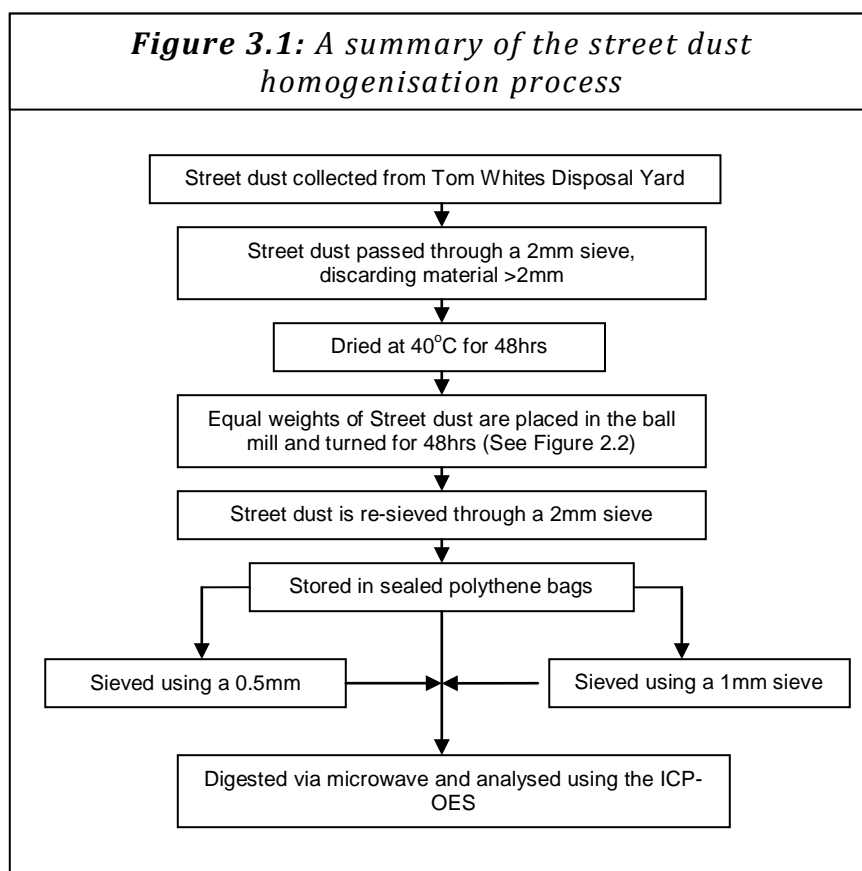 Figure 3.1: A summary of the street dust
homogenisation process
Street dust collected from Tom Whites Disposal Yard
Street dust passed through a 2mm sieve,
discarding material >2mm
Dried at 40°C for 48hrs
Equal weights of Street dust are placed in the ball
mill and turned for 48hrs (See Figure 2.2)
Street dust is re-sieved through a 2mm sieve
Stored in sealed polythene bags
Sieved using a 0.5mm
Sieved using a 1mm sieve
Digested via microwave and analysed using the ICP-
OES